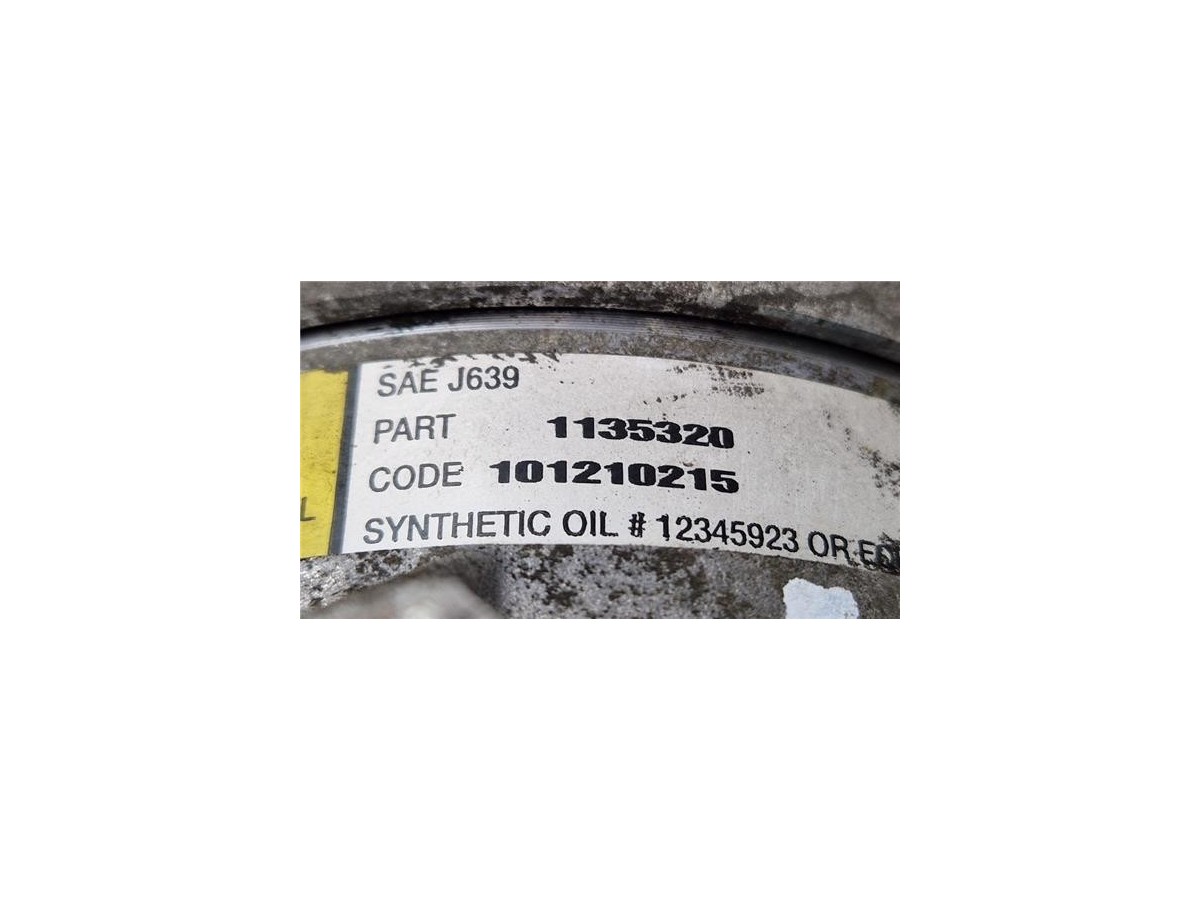 SAE J639
PART 1135320
CODE 101210215
L
SYNTHETIC OIL # 12345923 OR